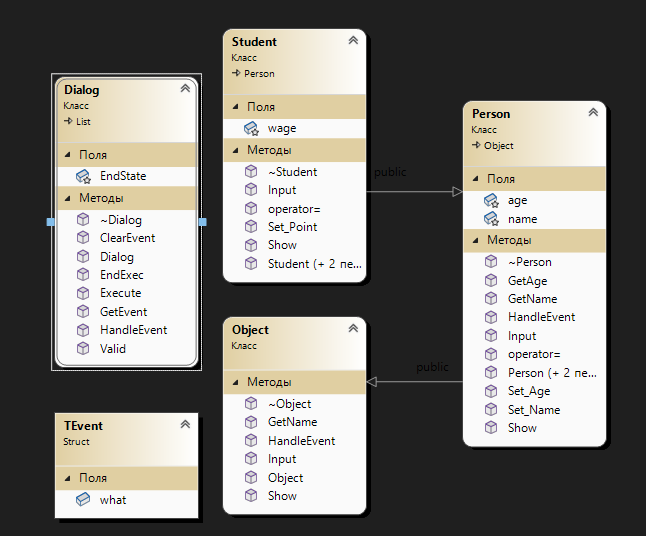 Dialog
Класс
List
Поля
EndState
Методы
~Dialog
ClearEvent
Dialog
EndExec
Execute
GetEvent
HandleEvent
Valid
TEvent
Struct
Поля
what
Student
Класс
Person
Поля
wage
Методы
~Student
Input
operator=
Set_Point
Show
Student (+ 2 пе...
public
Object
Класс
Методы
~Object
GetName
HandleEvent
Input
Object
Show
public
Person
Класс
Object
Поля
age
name
Методы
~Person
GetAge
GetName
HandleEvent
Input
operator=
Person (+ 2 пе...
Set_Age
Set_Name
Show